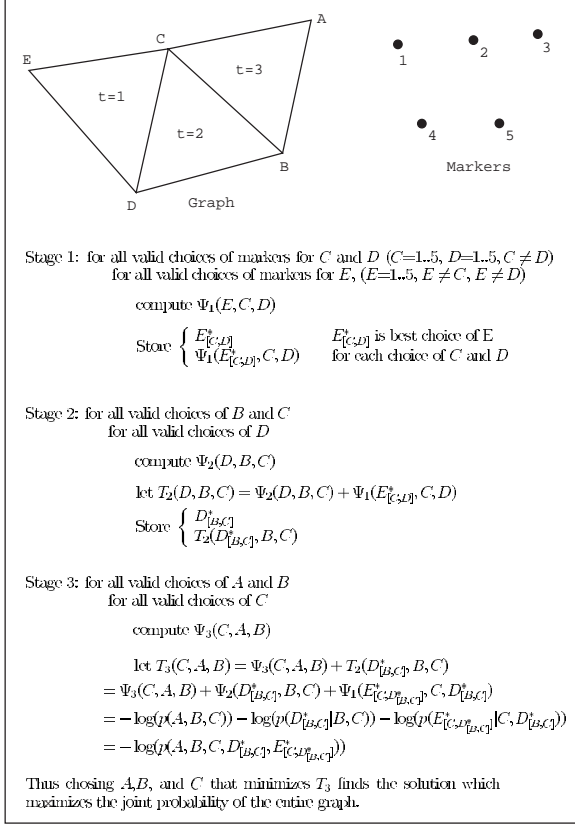 A
C
E
t=3
t=1
t=2
B
D
Graph
1
2
3
4
5
Markers
Stage 1: for all valid choices of markers for C and D (C=1..5, D=1..5, C ≠ D)
for all valid choices of markers for E, (E=1..5, E ≠ C, E ≠ D)
compute Ψ₁(E, C, D)
Store { E*_[C,D] E*_[C,D] is best choice of E
Ψ₁(E*_[C,D], C, D) for each choice of C and D
Stage 2: for all valid choices of B and C
for all valid choices of D
compute Ψ₂(D, B, C)
let T₂(D, B, C) = Ψ₂(D, B, C) + Ψ₁(E*_[C,D], C, D)
Store { D*_[B,C]
T₂(D*_[B,C], B, C)
Stage 3: for all valid choices of A and B
for all valid choices of C
compute Ψ₃(C, A, B)
let T₃(C, A, B) = Ψ₃(C, A, B) + T₂(D*_[B,C], B, C)
= Ψ₃(C, A, B) + Ψ₂(D*_[B,C], B, C) + Ψ₁(E*_[C,D*_[B,C]], C, D*_[B,C])
= −log(p(A, B, C)) − log(p(D*_[B,C]|B, C)) − log(p(E*_[C,D*_[B,C]]|C, D*_[B,C]))
= −log(p(A, B, C, D*_[B,C], E*_[C,D*_[B,C]]))
Thus chosing A,B, and C that minimizes T₃ finds the solution which
maximizes the joint probability of the entire graph.